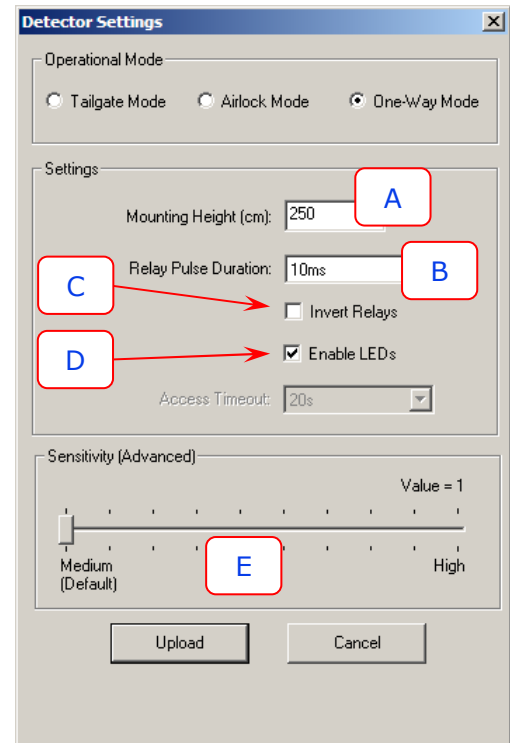 Detector Settings
Operational Mode
Tailgate Mode Airlock Mode One-Way Mode
Settings
Mounting Height (cm): 250 A
Relay Pulse Duration: 10ms B
C
Invert Relays
D
Enable LEDs
Access Timeout: 20s
Sensitivity (Advanced)
Value = 1
Medium E High
(Default)
Upload Cancel